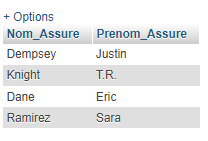 + Options
Nom_Assure Prenom_Assure
Dempsey Justin
Knight T.R.
Dane Eric
Ramirez Sara